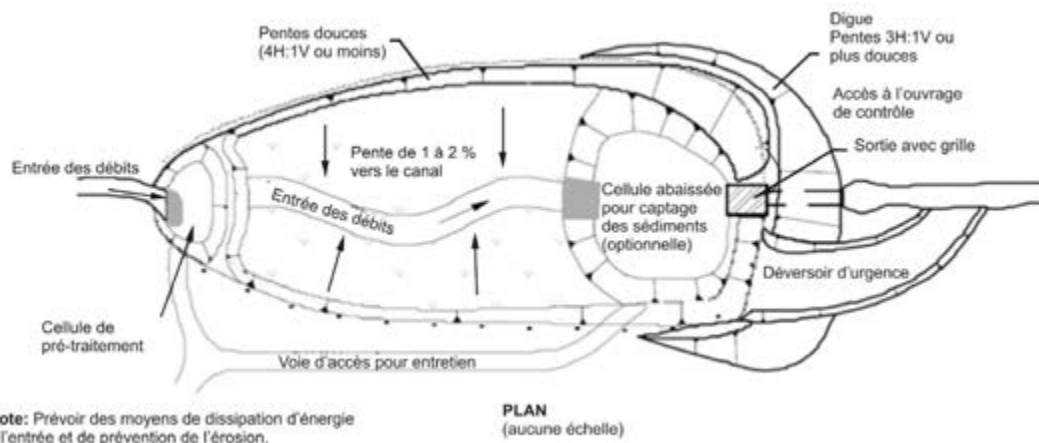 Pentes douces
(4H:1V ou moins)
Digue
Pentes 3H:1V ou
plus douces
Accès à l'ouvrage
de contrôle
Sortie avec grille
Entrée des débits
Pente de 1 à 2 %
vers le canal
Entrée des débits
Cellule abaissée
pour captage
des sédiments
(optionnelle)
Déversoir d'urgence
Cellule de
pré-traitement
Voie d'accès pour entretien
ote: Prévoir des moyens de dissipation d'énergie
l'entrée et de prévention de l'érosion.
PLAN
(aucune échelle)